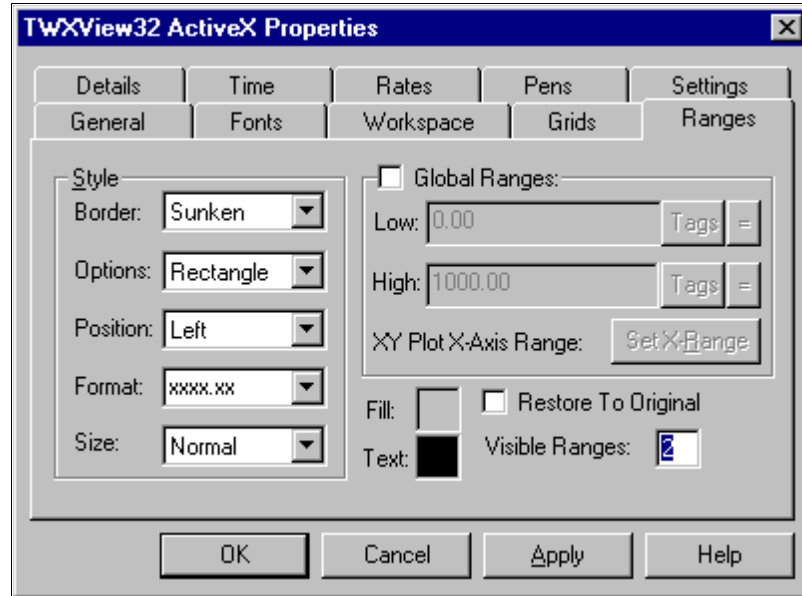 TWXView32 ActiveX Properties
Details Time Rates Pens Settings
General Fonts Workspace Grids Ranges
Style
Border: Sunken
Options: Rectangle
Position: Left
Format: xxxx.xx
Size: Normal
Global Ranges:
Low: 0.00 Tags =
High: 1000.00 Tags =
XY Plot X-Axis Range: Set X-Range
Fill: Restore To Original
Text: Visible Ranges: 2
OK Cancel Apply Help